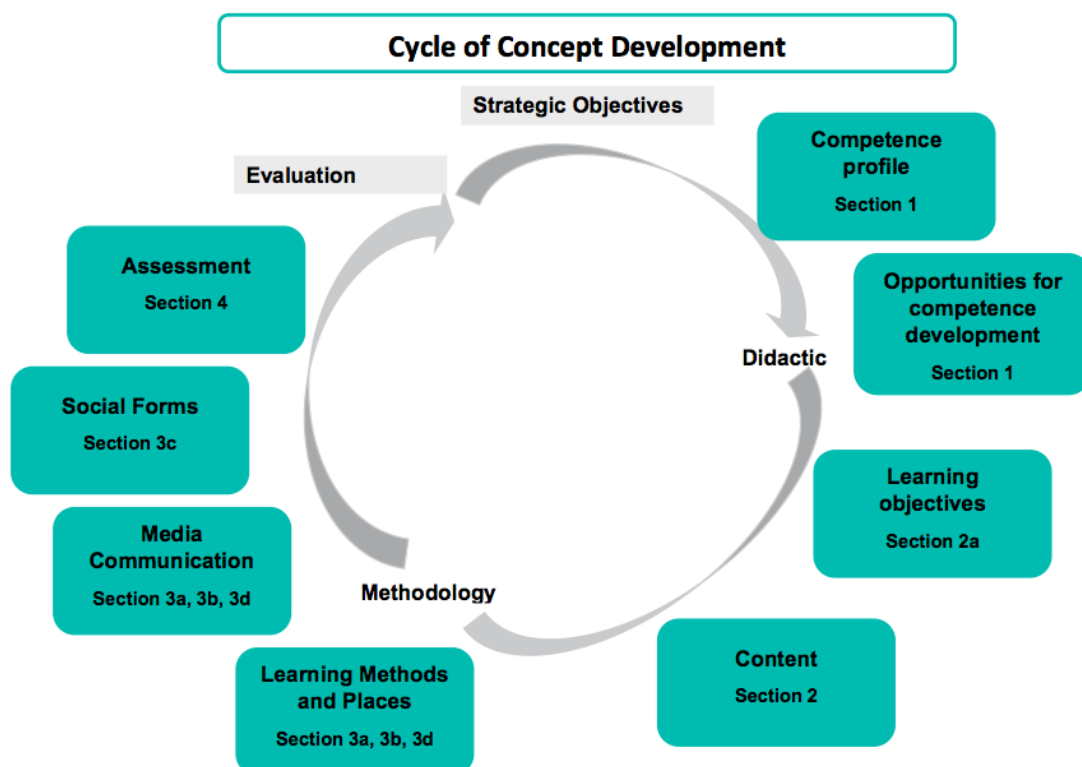 Cycle of Concept Development
Strategic Objectives
Evaluation
Competence
profile
Section 1
Opportunities for
competence
development
Section 1
Didactic
Learning
objectives
Section 2a
Content
Section 2
Methodology
Learning Methods
and Places
Section 3a, 3b, 3d
Media
Communication
Section 3a, 3b, 3d
Social Forms
Section 3c
Assessment
Section 4